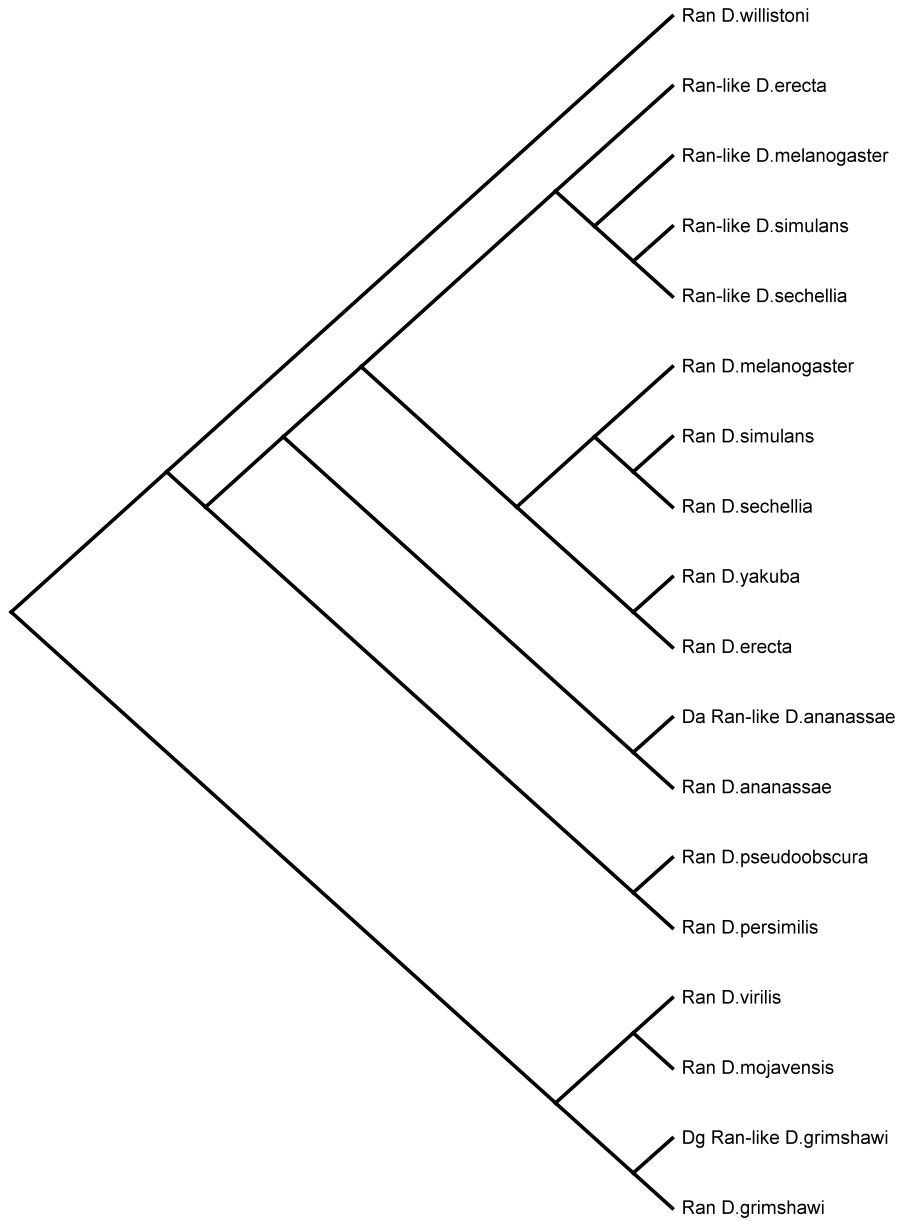 Ran D.willistoni
Ran-like D.erecta
Ran-like D.melanogaster
Ran-like D.simulans
Ran-like D.sechellia
Ran D.melanogaster
Ran D.simulans
Ran D.sechellia
Ran D.yakuba
Ran D.erecta
Da Ran-like D.ananassae
Ran D.ananassae
Ran D.pseudoobscura
Ran D.persimilis
Ran D.virilis
Ran D.mojavensis
Dg Ran-like D.grimshawi
Ran D.grimshawi